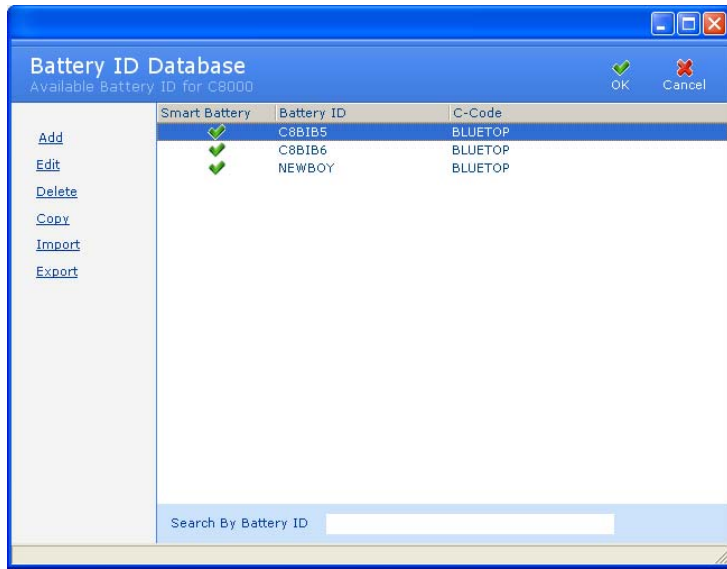 Battery ID Database
Available Battery ID for C8000
OK Cancel
Smart Battery Battery ID C-Code
Add
Edit
Delete
Copy
Import
Export
C8BIB5 BLUETOP
C8BIB6 BLUETOP
NEWBOY BLUETOP
Search By Battery ID